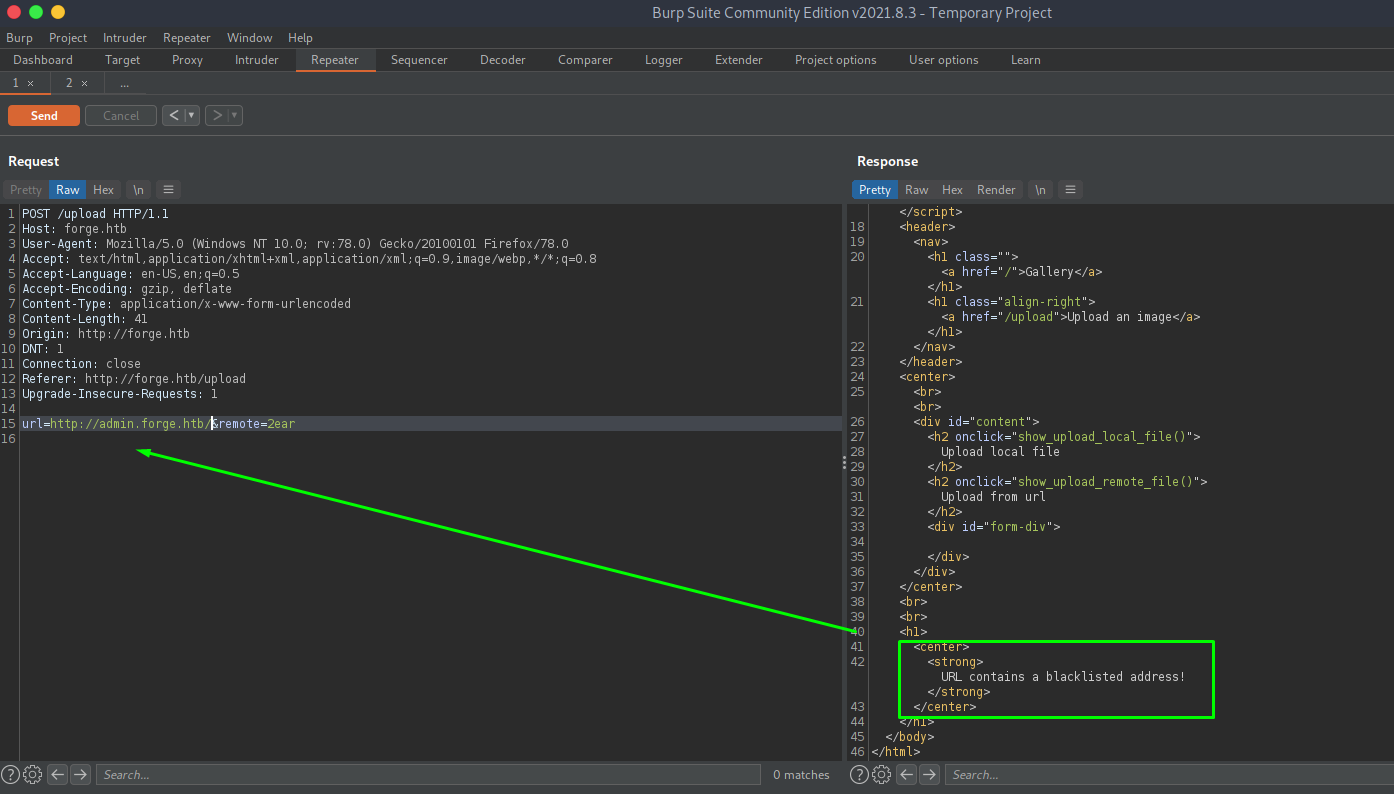 Burp Suite Community Edition v2021.8.3 - Temporary Project
Burp Project Intruder Repeater Window Help
Dashboard Target Proxy Intruder Repeater Sequencer Decoder Comparer Logger Extender Project options User options Learn
1 × 2 × ...
Send Cancel < ▾ > ▾
Request
Pretty Raw Hex \n ☰
1 POST /upload HTTP/1.1
2 Host: forge.htb
3 User-Agent: Mozilla/5.0 (Windows NT 10.0; rv:78.0) Gecko/20100101 Firefox/78.0
4 Accept: text/html,application/xhtml+xml,application/xml;q=0.9,image/webp,*/*;q=0.8
5 Accept-Language: en-US,en;q=0.5
6 Accept-Encoding: gzip, deflate
7 Content-Type: application/x-www-form-urlencoded
8 Content-Length: 41
9 Origin: http://forge.htb
10 DNT: 1
11 Connection: close
12 Referer: http://forge.htb/upload
13 Upgrade-Insecure-Requests: 1
14
15 url=http://admin.forge.htb/&remote=2ear
16
Search... 0 matches
Response
Pretty Raw Hex Render \n ☰
</script>
18 <header>
19 <nav>
20 <h1 class="">
<a href="/">Gallery</a>
</h1>
21 <h1 class="align-right">
<a href="/upload">Upload an image</a>
</h1>
22 </nav>
23 </header>
24 <center>
25 <br>
<br>
26 <div id="content">
27 <h2 onclick="show_upload_local_file()">
28 Upload local file
29 </h2>
30 <h2 onclick="show_upload_remote_file()">
31 Upload from url
32 </h2>
33 <div id="form-div">
34
35 </div>
36 </div>
37 </center>
38 <br>
39 <br>
40 <h1>
41 <center>
42 <strong>
URL contains a blacklisted address!
</strong>
43 </center>
44 </h1>
45 </body>
46 </html>
Search...